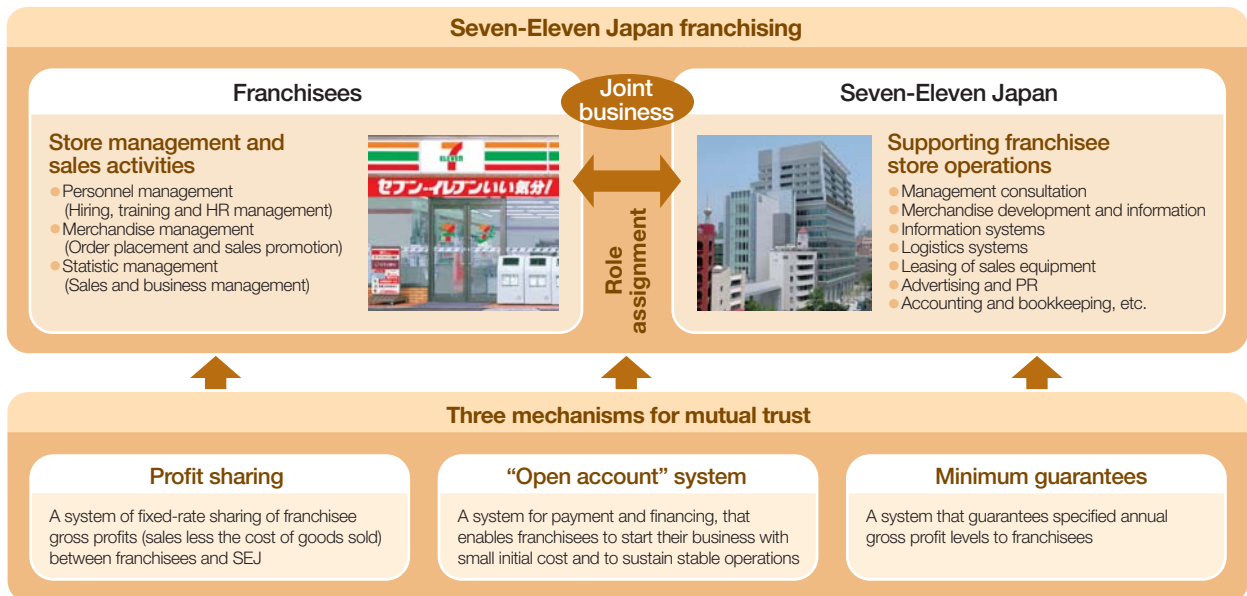 Seven-Eleven Japan franchising
Franchisees
Joint
business
Seven-Eleven Japan
Store management and
sales activities
Personnel management
(Hiring, training and HR management)
Merchandise management
(Order placement and sales promotion)
Statistic management
(Sales and business management)
7
ELEVEN
セブン-イレブンいい気分!
Role
assignment
Supporting franchisee
store operations
Management consultation
Merchandise development and information
Information systems
Logistics systems
Leasing of sales equipment
Advertising and PR
Accounting and bookkeeping, etc.
Three mechanisms for mutual trust
Profit sharing
A system of fixed-rate sharing of franchisee
gross profits (sales less the cost of goods sold)
between franchisees and SEJ
“Open account” system
A system for payment and financing, that
enables franchisees to start their business with
small initial cost and to sustain stable operations
Minimum guarantees
A system that guarantees specified annual
gross profit levels to franchisees